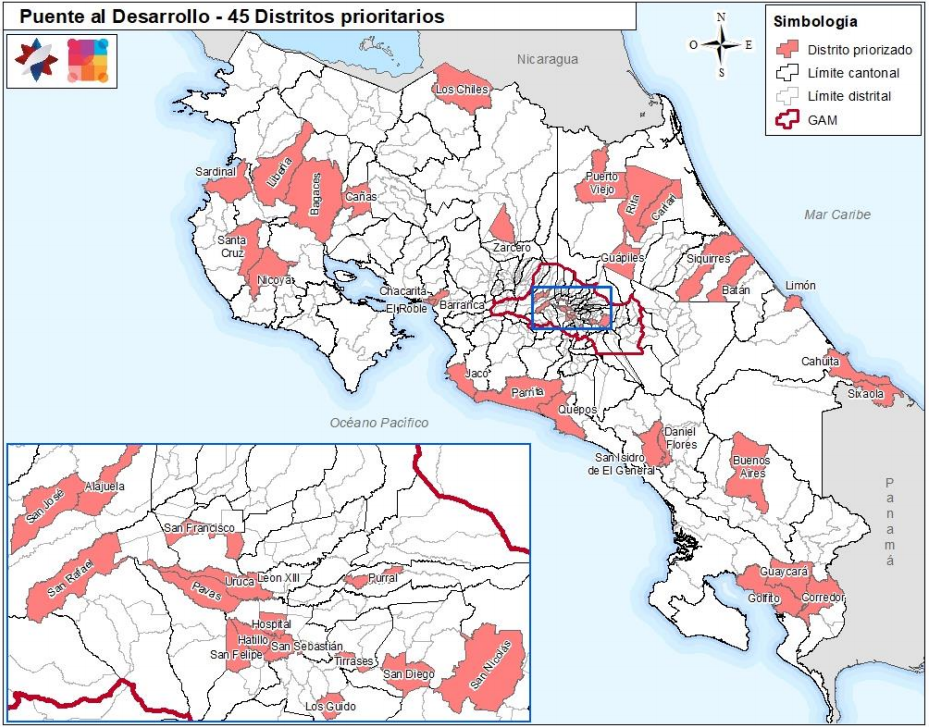 Puente al Desarrollo - 45 Distritos prioritarios
N
O
E
S
Simbología
Distrito priorizado
Límite cantonal
Límite distrital
GAM
Nicaragua
Los Chiles
Sardinal
Liberia
Bagaces
Cañas
Santa
Cruz
Nicoya
Zarcero
Puerto
Viejo
Rita
Cariari
Guápiles
Siquirres
Batán
Limón
Mar Caribe
Chacarita
El Roble
Barranca
Jacó
Parrita
Quepos
Océano Pacífico
Cahuita
Sixaola
Daniel
Flores
San Isidro
de El General
Buenos
Aires
Panamá
Guaycará
Golfito
Corredor
San José
Alajuela
San Francisco
San Rafael
Pavas
Uruca
Leon XIII
Purral
Hospital
Hatillo
San Sebastián
San Felipe
Tirrases
San Diego
San Nicolás
Los Guido